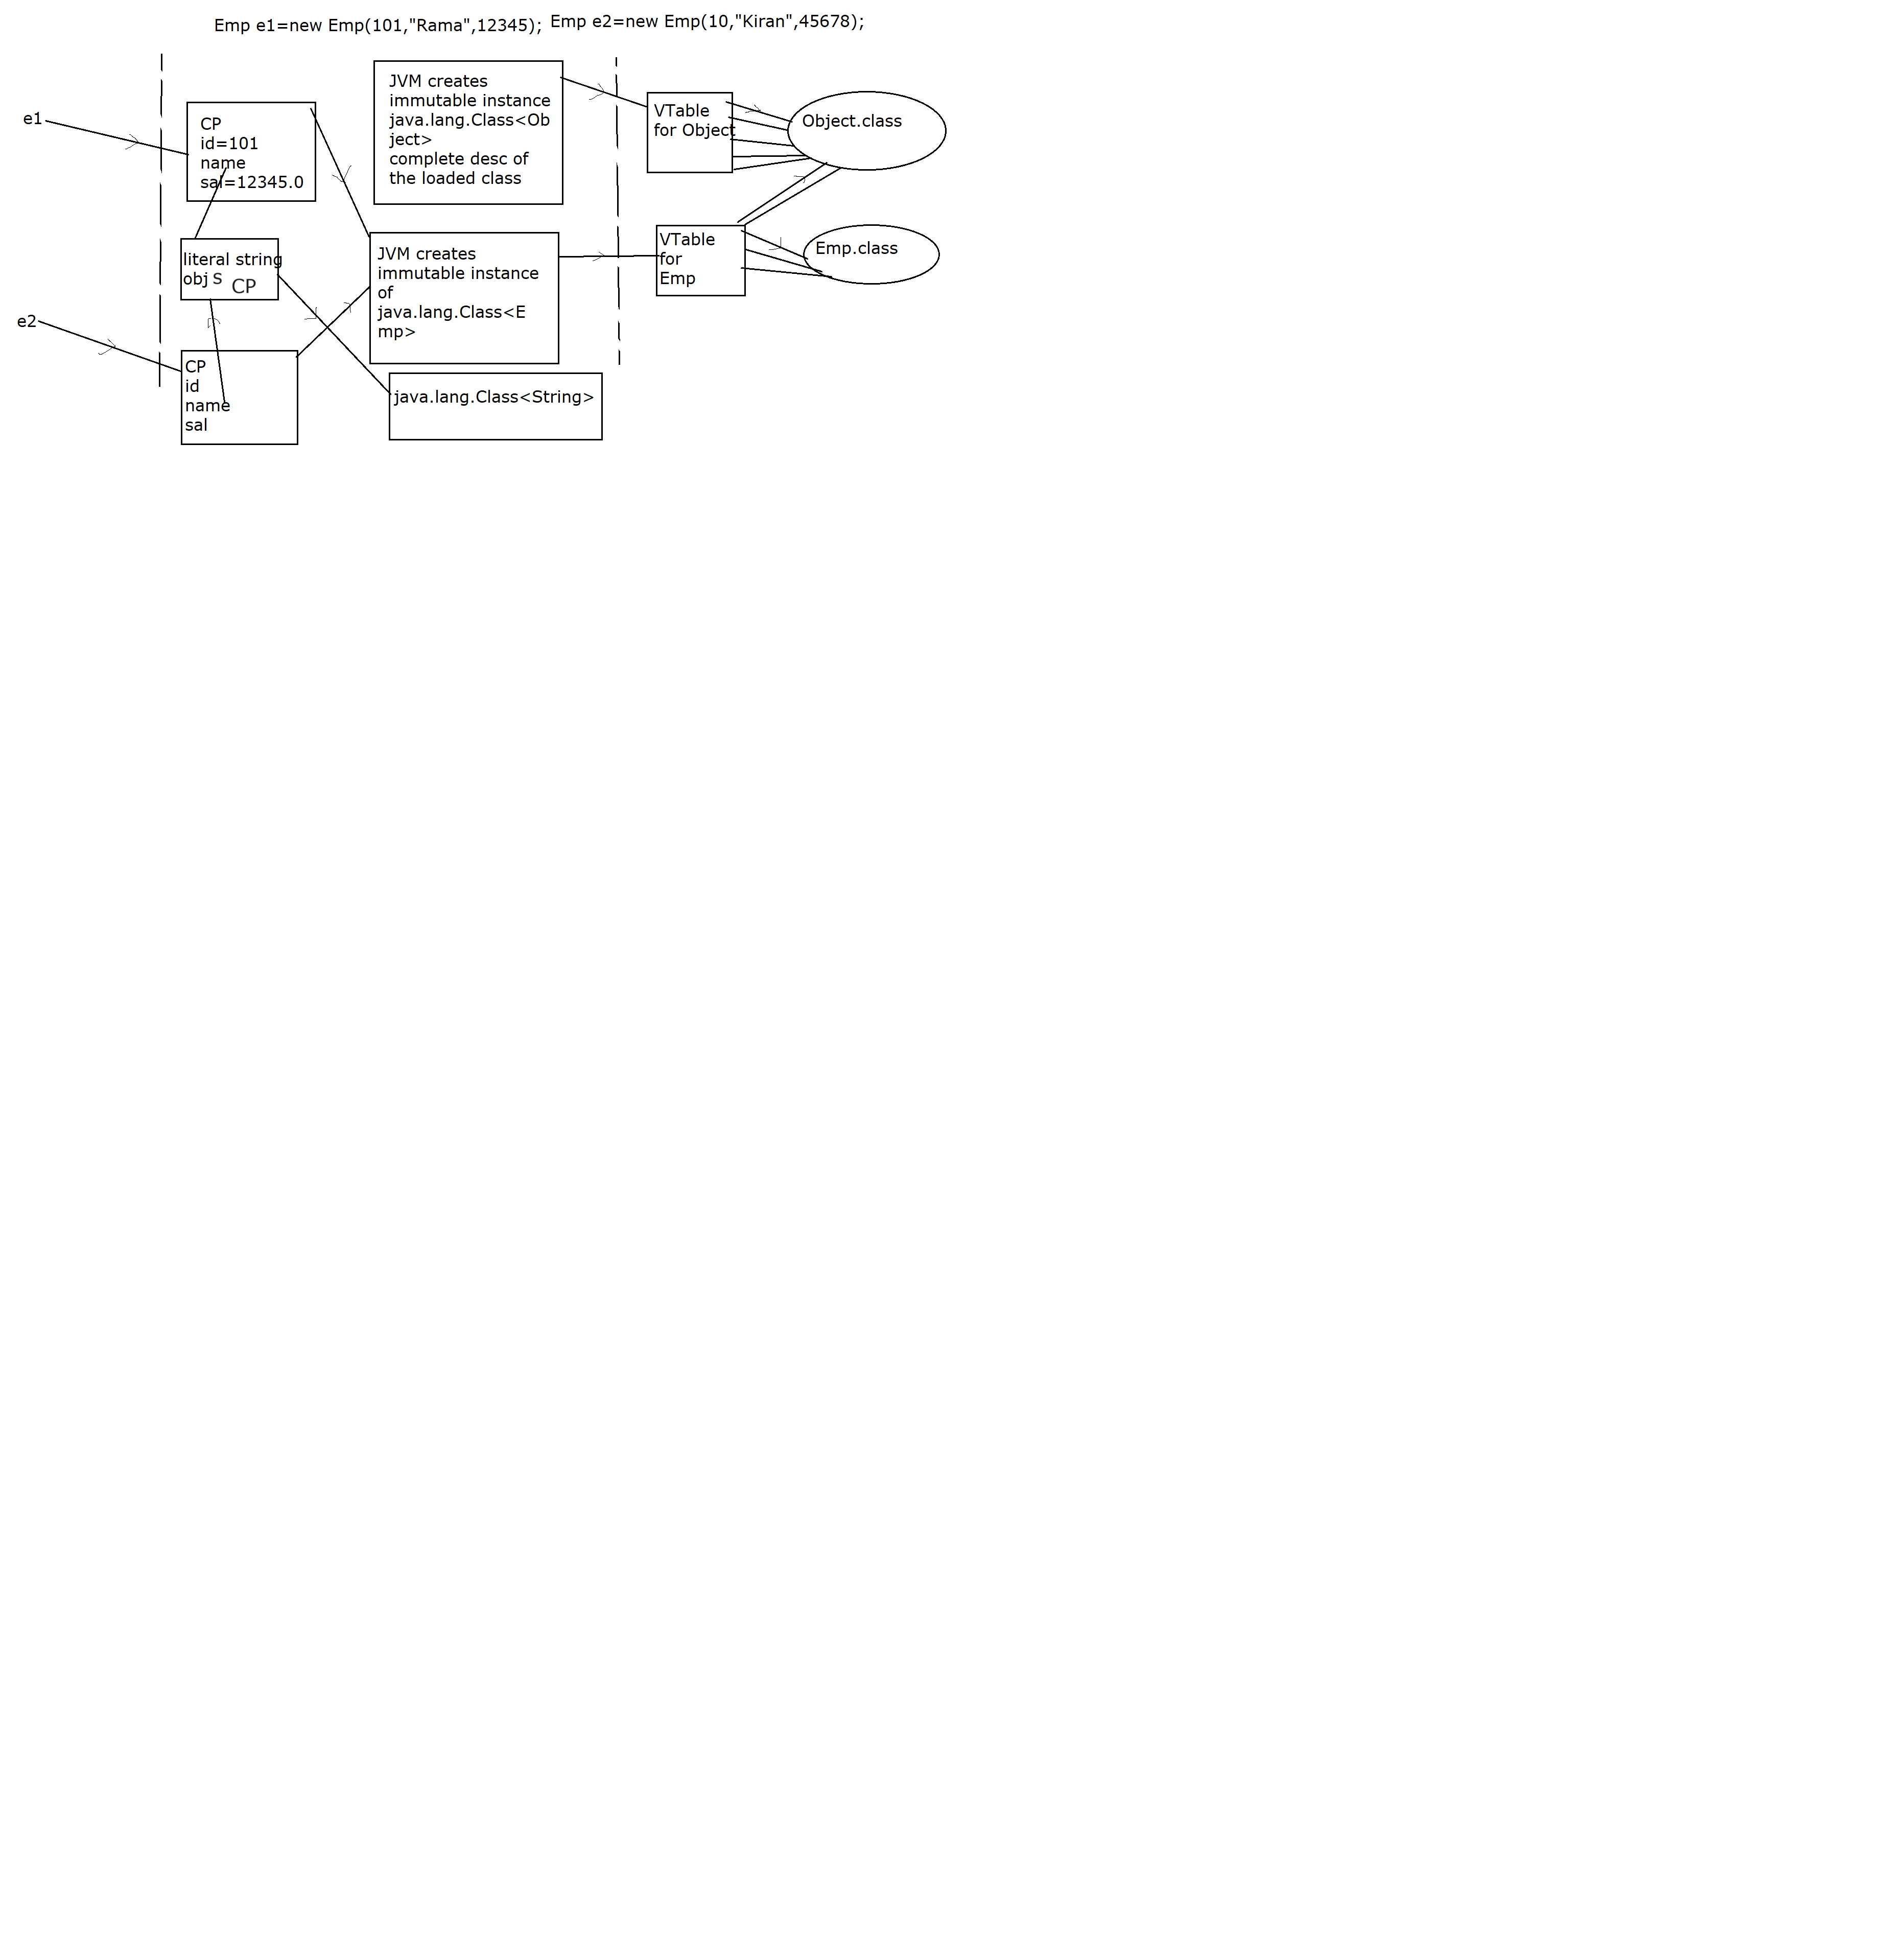 Emp e1=new Emp(101,"Rama",12345);
Emp e2=new Emp(10,"Kiran",45678);
e1
CP
id=101
name
sal=12345.0
JVM creates
immutable instance
java.lang.Class<Ob
ject>
complete desc of
the loaded class
VTable
for Object
Object.class
literal string
obj s CP
JVM creates
immutable instance
of
java.lang.Class<E
mp>
VTable
for
Emp
Emp.class
e2
CP
id
name
sal
java.lang.Class<String>